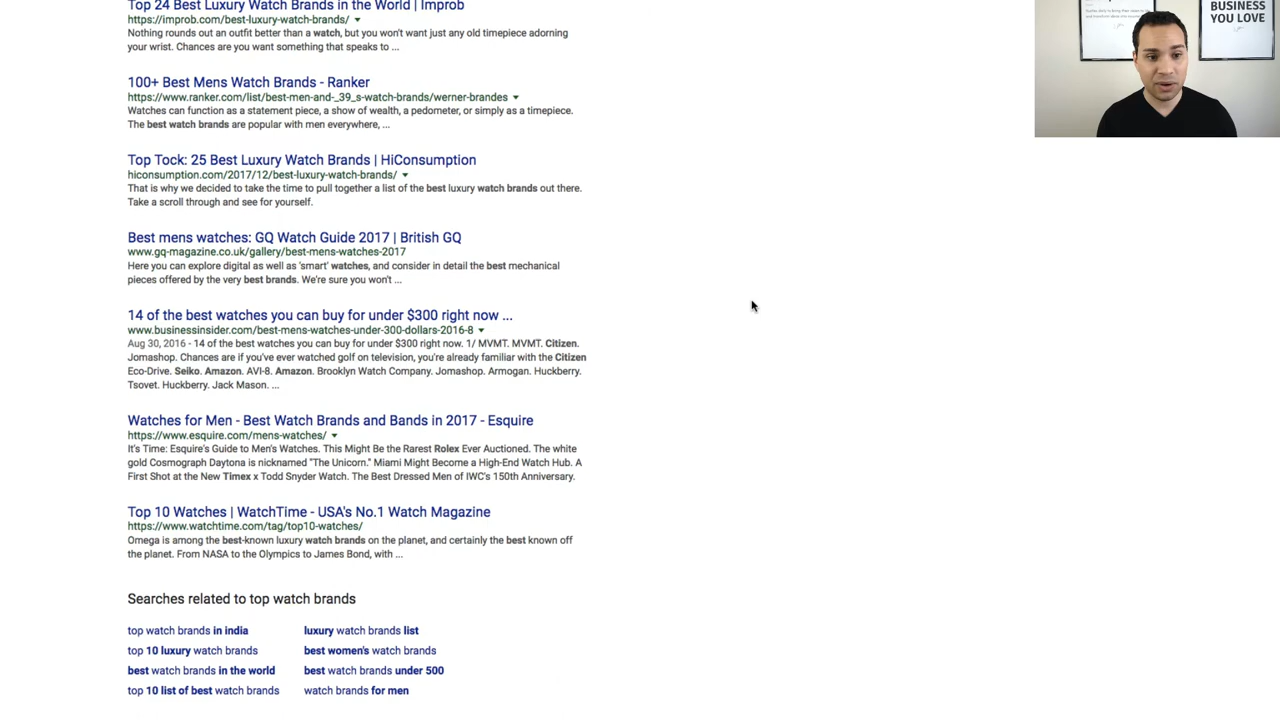 Top 24 Best Luxury Watch Brands in the World | Improb
https://improb.com/best-luxury-watch-brands/
Nothing rounds out an outfit better than a watch, but you won't want just any old timepiece adorning
your wrist. Chances are you want something that speaks to ...
100+ Best Mens Watch Brands - Ranker
https://www.ranker.com/list/best-men-and-_39_s-watch-brands/werner-brandes
Watches can function as a statement piece, a show of wealth, a pedometer, or simply as a timepiece.
The best watch brands are popular with men everywhere, ...
Top Tock: 25 Best Luxury Watch Brands | HiConsumption
hiconsumption.com/2017/12/best-luxury-watch-brands/
That is why we decided to take the time to pull together a list of the best luxury watch brands out there.
Take a scroll through and see for yourself.
Best mens watches: GQ Watch Guide 2017 | British GQ
www.gq-magazine.co.uk/gallery/best-mens-watches-2017
Here you can explore digital as well as 'smart' watches, and consider in detail the best mechanical
pieces offered by the very best brands. We're sure you won't ...
14 of the best watches you can buy for under $300 right now ...
www.businessinsider.com/best-mens-watches-under-300-dollars-2016-8
Aug 30, 2016 - 14 of the best watches you can buy for under $300 right now. 1/ MVMT. MVMT. Citizen.
Jomashop. Chances are if you've ever watched golf on television, you're already familiar with the Citizen
Eco-Drive. Seiko. Amazon. AVI-8. Amazon. Brooklyn Watch Company. Jomashop. Armogan. Huckberry.
Tsovet. Huckberry. Jack Mason. ...
Watches for Men - Best Watch Brands and Bands in 2017 - Esquire
https://www.esquire.com/mens-watches/
It's Time: Esquire's Guide to Men's Watches. This Might Be the Rarest Rolex Ever Auctioned. The white
gold Cosmograph Daytona is nicknamed "The Unicorn." Miami Might Become a High-End Watch Hub. A
First Shot at the New Timex x Todd Snyder Watch. The Best Dressed Men of IWC's 150th Anniversary.
Top 10 Watches | WatchTime - USA's No.1 Watch Magazine
https://www.watchtime.com/tag/top10-watches/
Omega is among the best-known luxury watch brands on the planet, and certainly the best known off
the planet. From NASA to the Olympics to James Bond, with ...
Searches related to top watch brands
top watch brands in india
top 10 luxury watch brands
best watch brands in the world
top 10 list of best watch brands
luxury watch brands list
best women's watch brands
best watch brands under 500
watch brands for men
BUSINESS
YOU LOVE